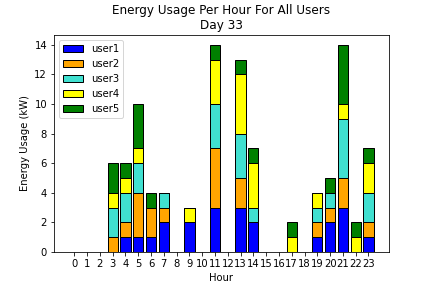 Energy Usage Per Hour For All Users
Day 33
14
12
10
8
6
4
2
0
Energy Usage (kW)
user1
user2
user3
user4
user5
0 1 2 3 4 5 6 7 8 9 10 11 12 13 14 15 16 17 18 19 20 21 22 23
Hour